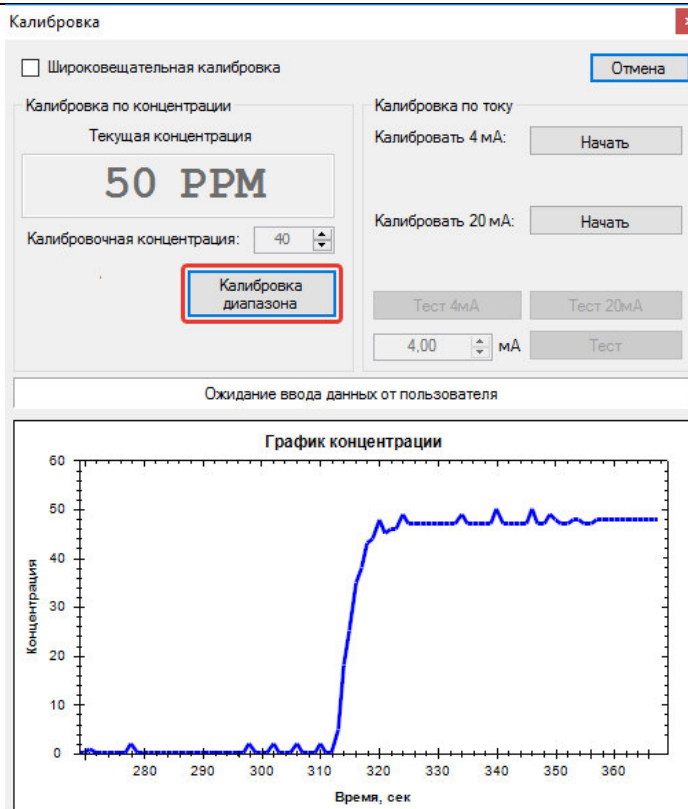 Калибровка
Широковещательная калибровка
Отмена
Калибровка по концентрации
Текущая концентрация
50 PPM
Калибровочная концентрация: 40
Калибровка
диапазона
Калибровка по току
Калибровать 4 мА: Начать
Калибровать 20 мА: Начать
Тест 4мА Тест 20мА
4,00 мА Тест
Ожидание ввода данных от пользователя
График концентрации
Концентрация
60
50
40
30
20
10
0
280 290 300 310 320 330 340 350 360
Время, сек